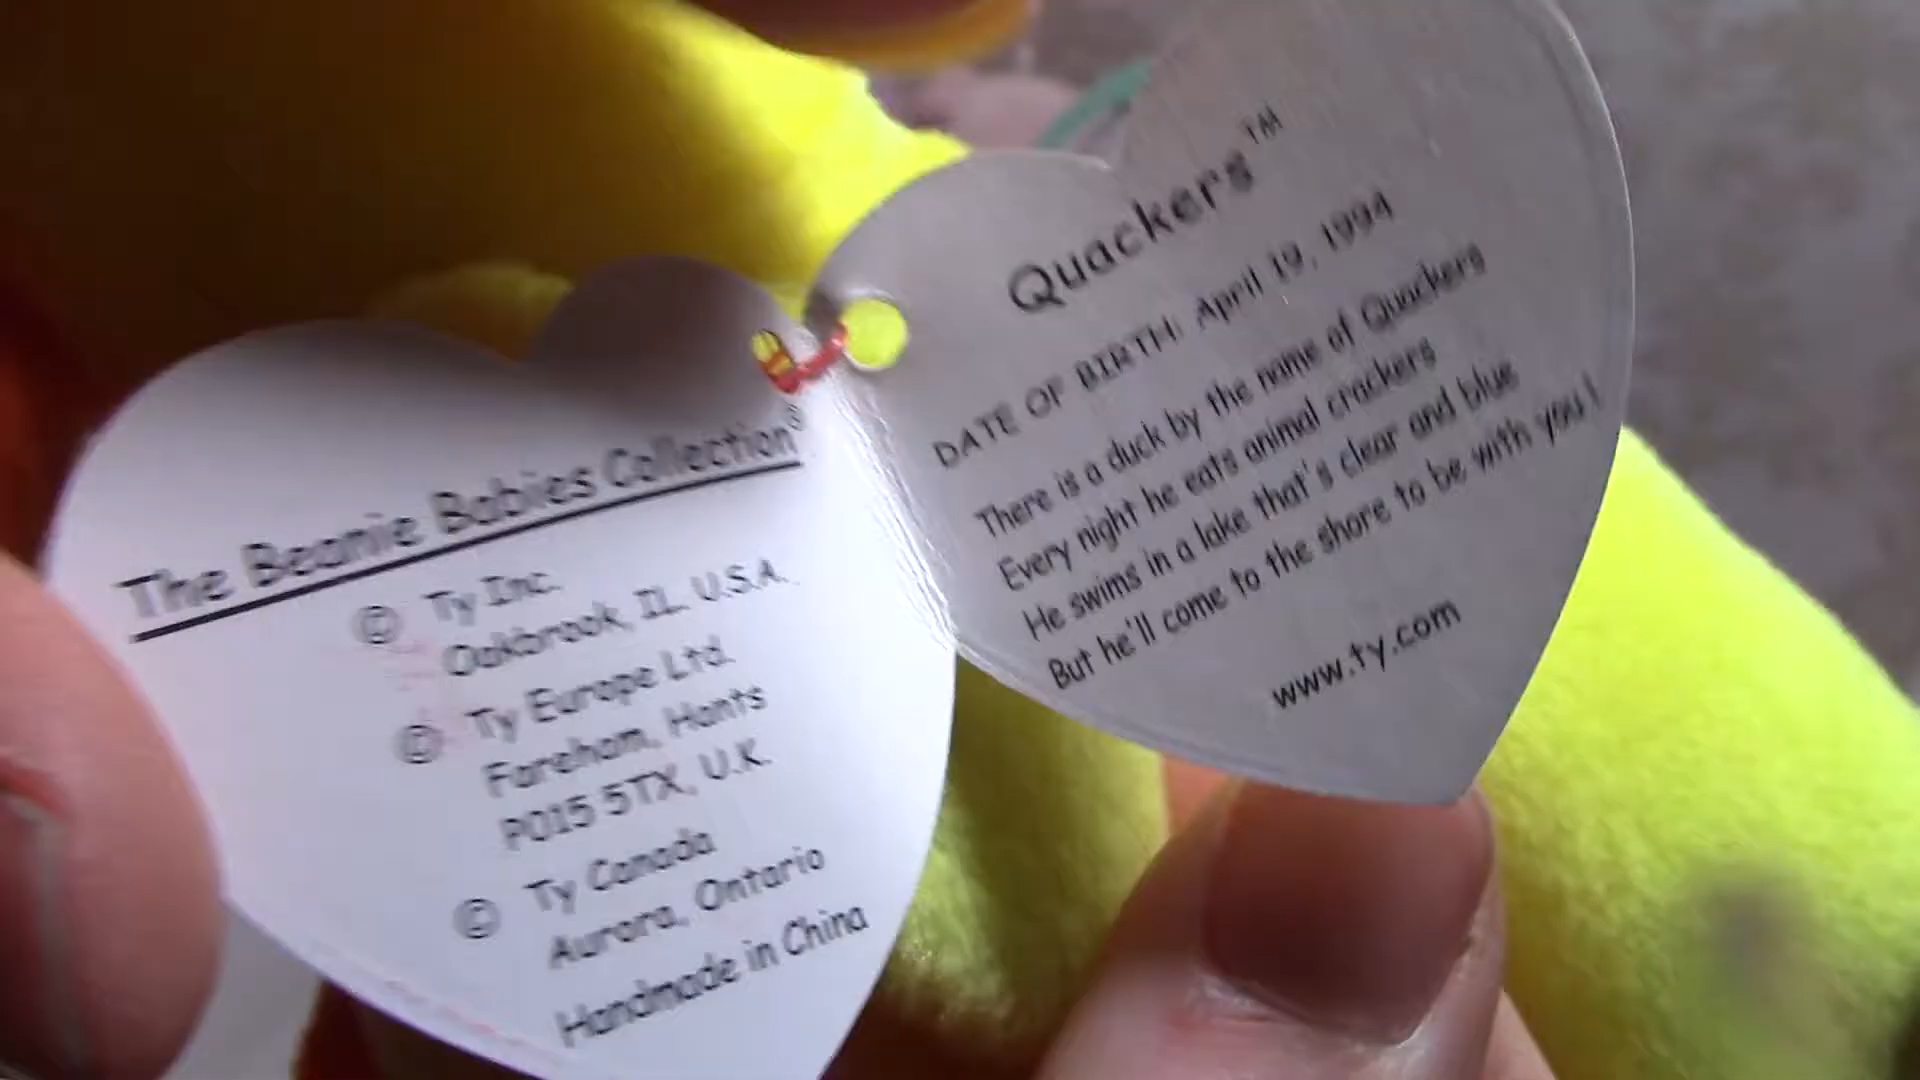 The Beanie Babies Collection®
© Ty Inc.
Oakbrook, IL. U.S.A.
© Ty Europe Ltd.
Fareham, Hants
P015 5TX, U.K.
© Ty Canada
Aurora, Ontario
Handmade in China
Quackers™
DATE OF BIRTH: April 19, 1994
There is a duck by the name of Quackers
Every night he eats animal crackers
He swims in a lake that's clear and blue
But he'll come to the shore to be with you!
www.ty.com